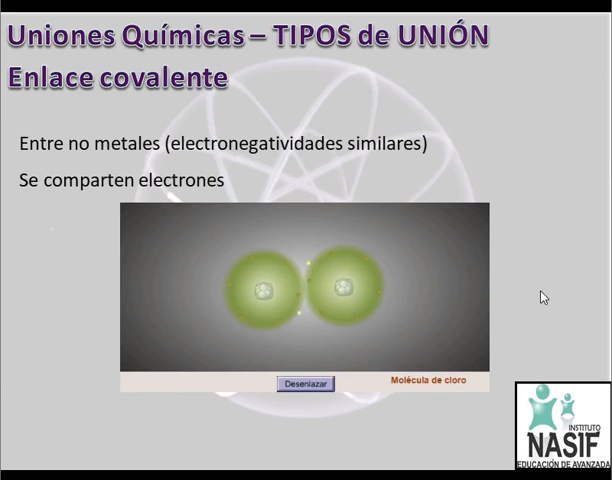 Uniones Químicas – TIPOS de UNIÓN
Enlace covalente
Entre no metales (electronegatividades similares)
Se comparten electrones
Desenlazar
Molécula de cloro
INSTITUTO
NASIF
EDUCACIÓN DE AVANZADA